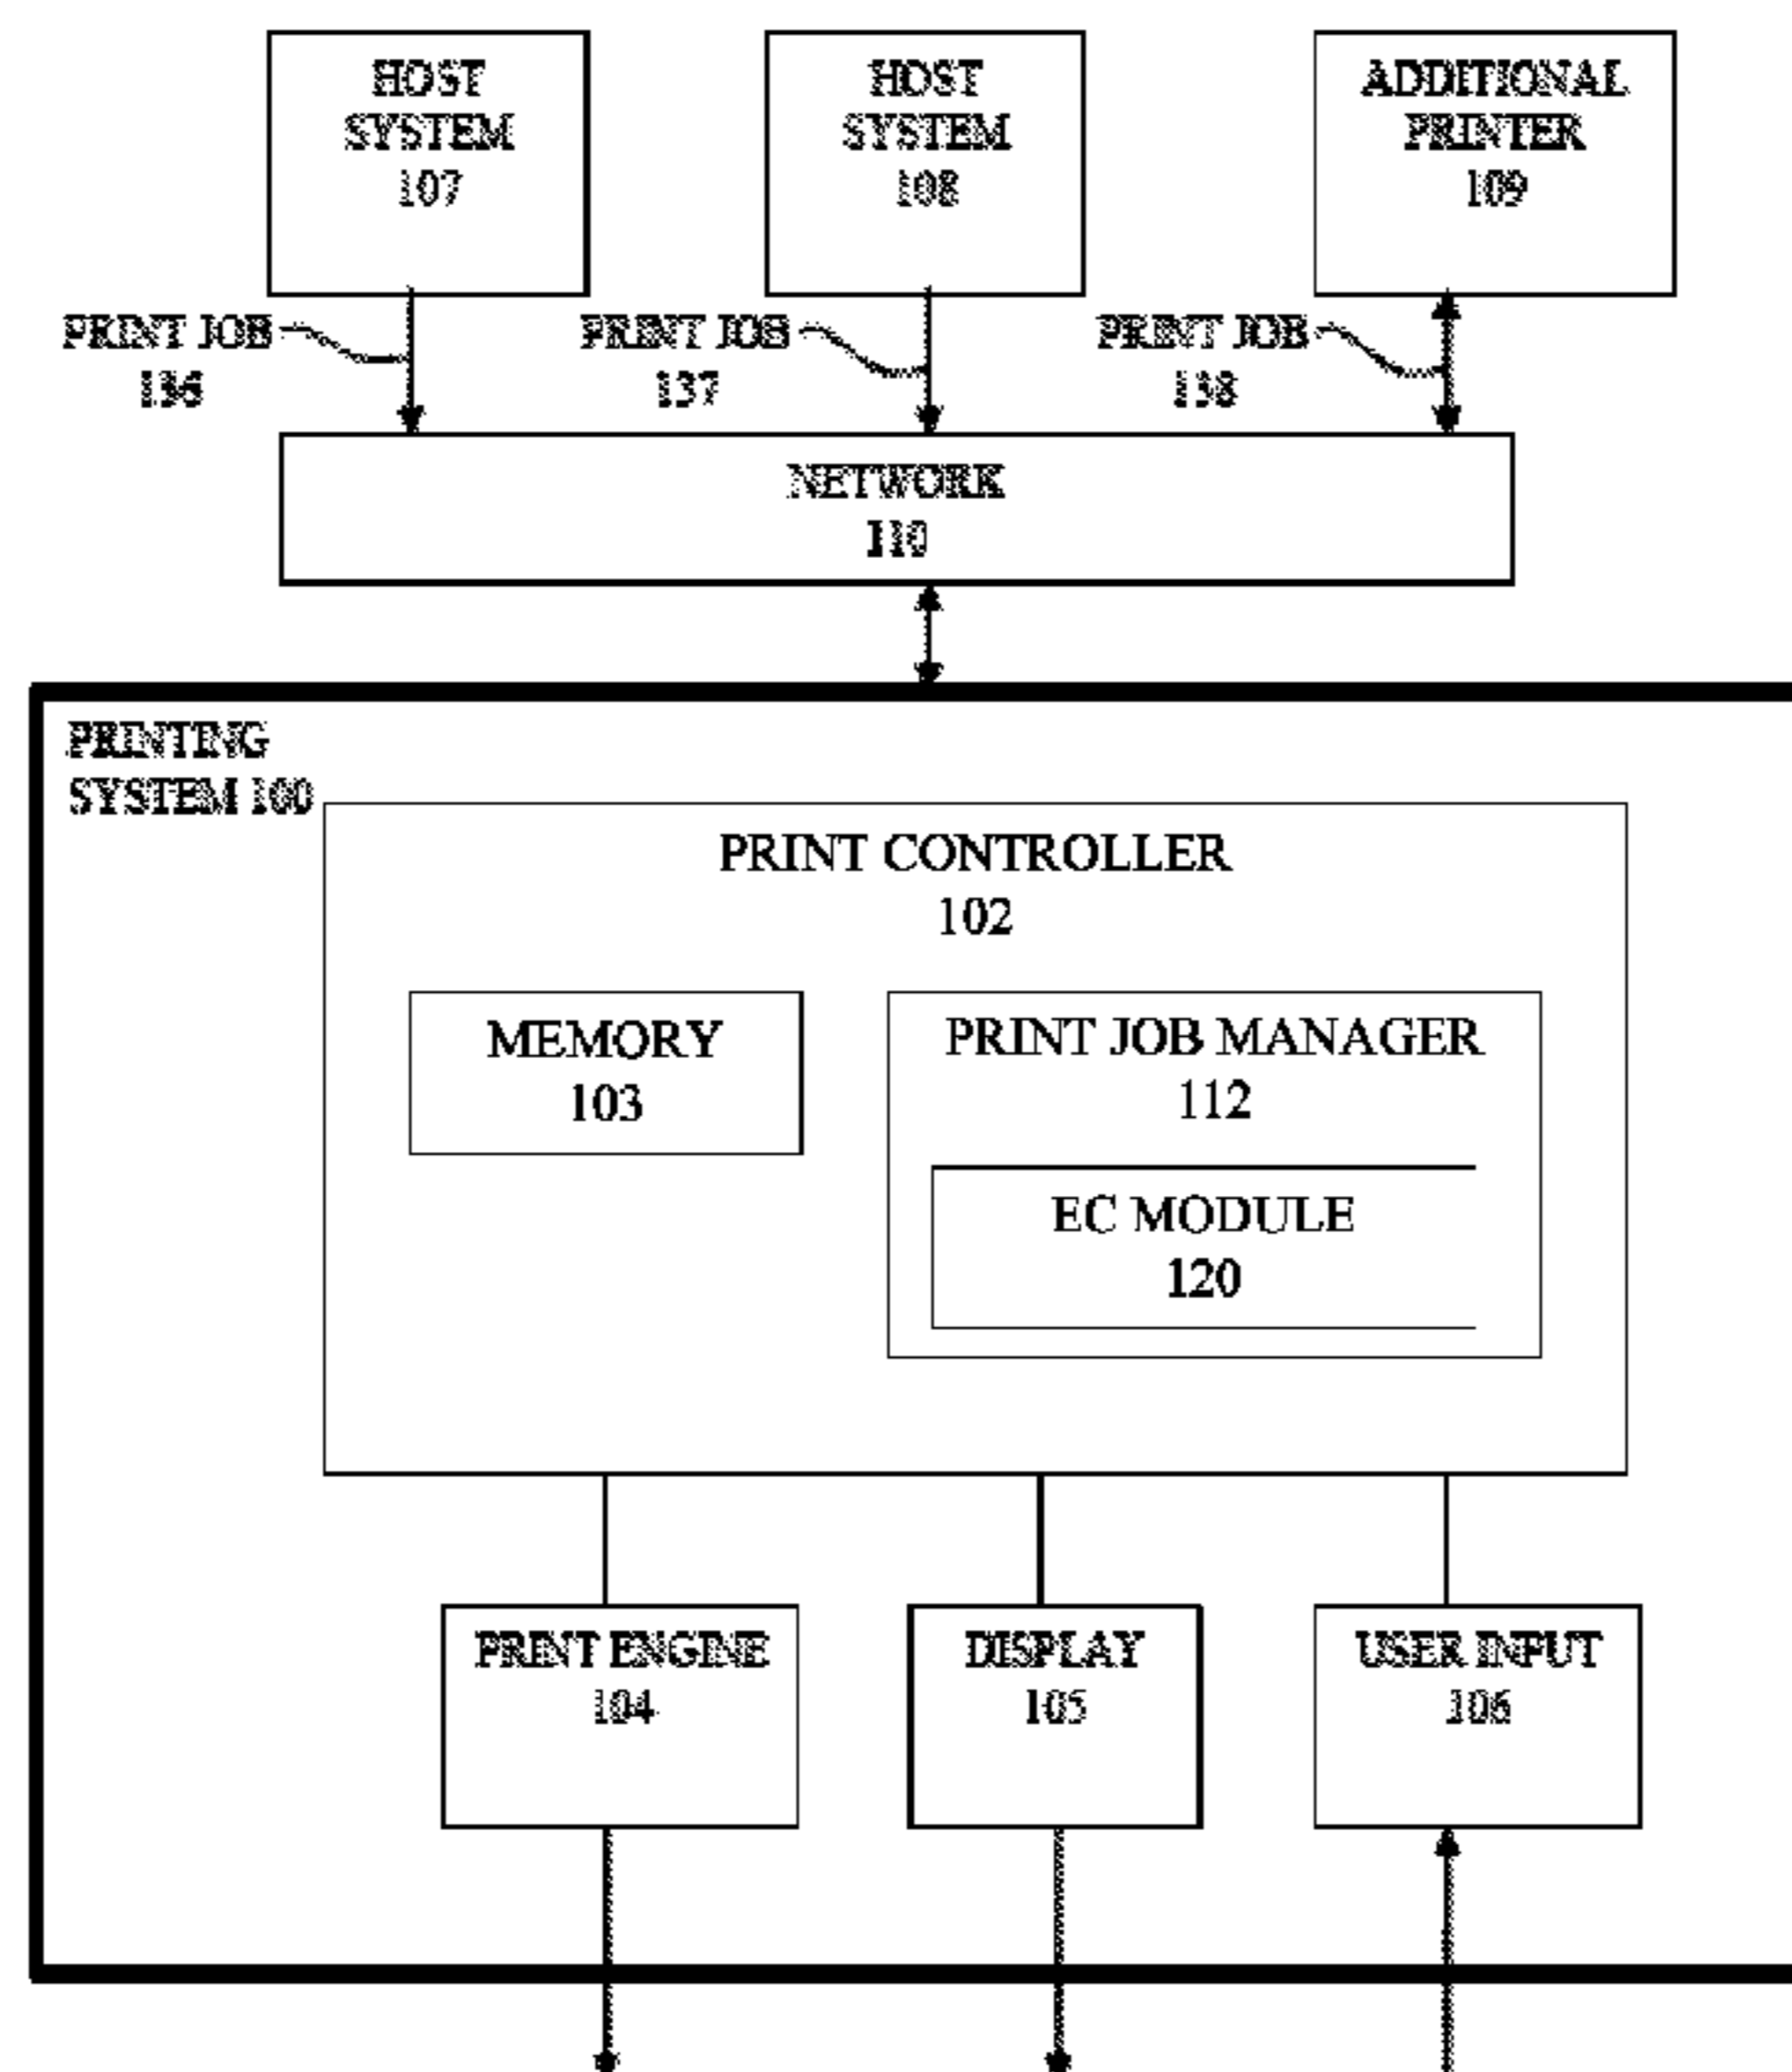 HOST
SYSTEM
107
HOST
SYSTEM
108
ADDITIONAL
PRINTER
109
PRINT JOB
136
PRINT JOB
137
PRINT JOB
138
NETWORK
110
PRINTING
SYSTEM 100
PRINT CONTROLLER
102
MEMORY
103
PRINT JOB MANAGER
112
EC MODULE
120
PRINT ENGINE
104
DISPLAY
105
USER INPUT
106